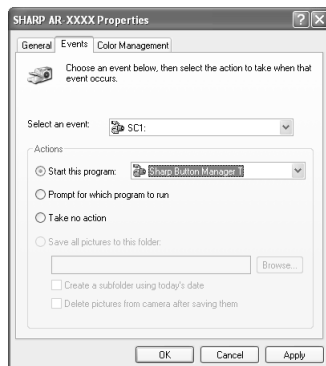 SHARP AR-XXXX Properties
General Events Color Management
Choose an event below, then select the action to take when that
event occurs.
Select an event: SC1:
Actions
Start this program: Sharp Button Manager T
Prompt for which program to run
Take no action
Save all pictures to this folder:
Browse...
Create a subfolder using today's date
Delete pictures from camera after saving them
OK Cancel Apply